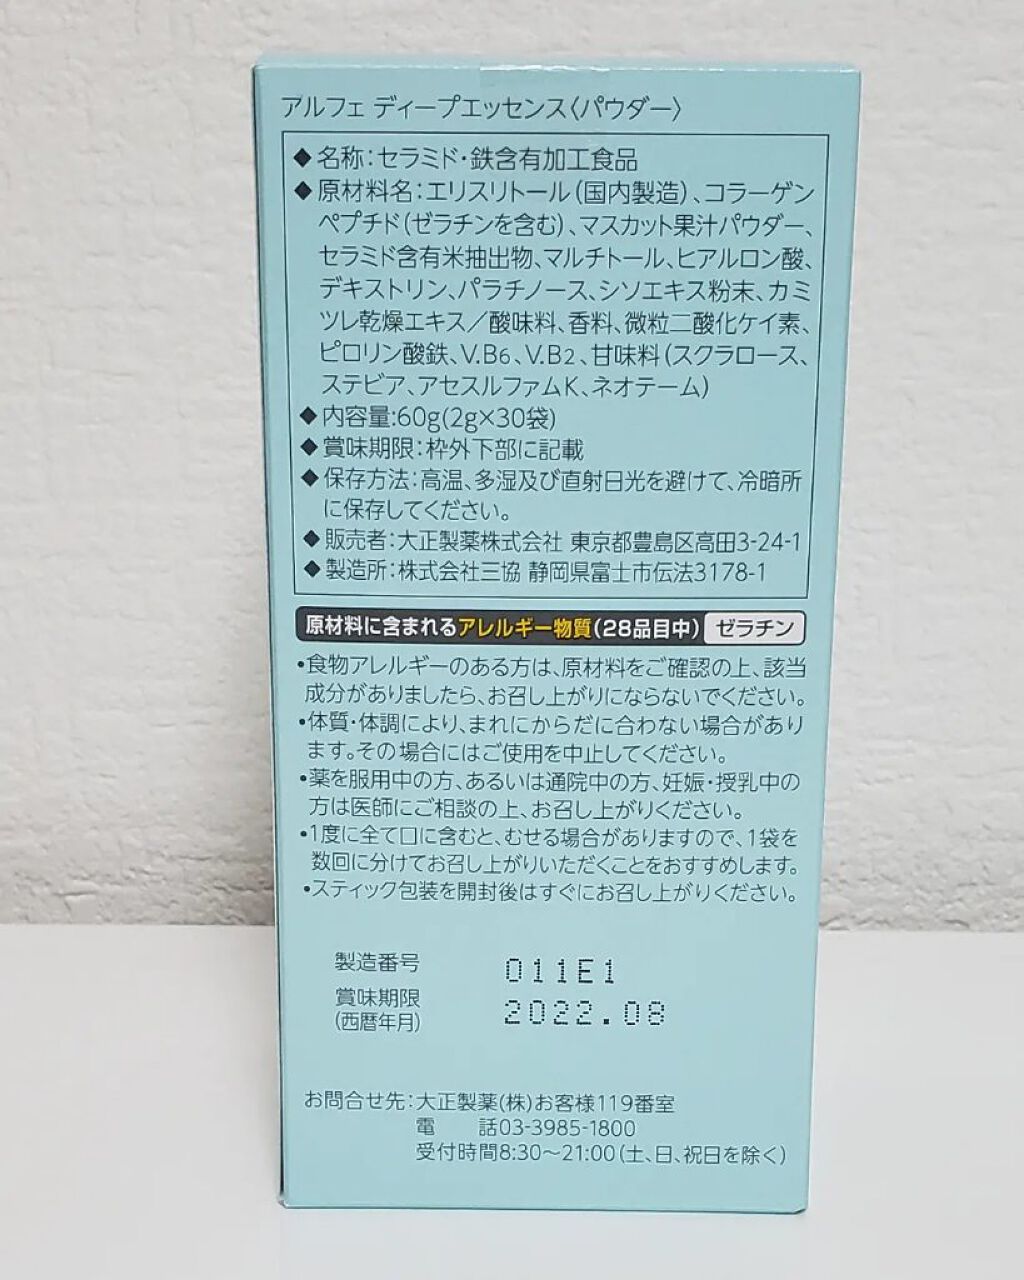 アルフェ ディープエッセンス〈パウダー〉
◆名称：セラミド・鉄含有加工食品
◆原材料名：エリスリトール（国内製造）、コラーゲン
ペプチド（ゼラチンを含む）、マスカット果汁パウダー、
セラミド含有米抽出物、マルチトール、ヒアルロン酸、
デキストリン、パラチノース、シソエキス粉末、カミ
ツレ乾燥エキス／酸味料、香料、微粒二酸化ケイ素、
ピロリン酸鉄、V.B6、V.B2、甘味料（スクラロース、
ステビア、アセスルファムK、ネオテーム）
◆内容量:60g(2g×30袋)
◆賞味期限：枠外下部に記載
◆保存方法：高温、多湿及び直射日光を避けて、冷暗所
に保存してください。
◆販売者：大正製薬株式会社 東京都豊島区高田3-24-1
◆製造所：株式会社三協 静岡県富士市伝法3178-1
原材料に含まれるアレルギー物質（28品目中） ゼラチン
•食物アレルギーのある方は、原材料をご確認の上、該当
成分がありましたら、お召し上がりにならないでください。
•体質・体調により、まれにからだに合わない場合があり
ます。その場合にはご使用を中止してください。
•薬を服用中の方、あるいは通院中の方、妊娠・授乳中の
方は医師にご相談の上、お召し上がりください。
•1度に全て口に含むと、むせる場合がありますので、1袋を
数回に分けてお召し上がりいただくことをおすすめします。
•スティック包装を開封後はすぐにお召し上がりください。
製造番号 011E1
賞味期限 2022.08
(西暦年月)
お問合せ先：大正製薬(株)お客様119番室
電 話03-3985-1800
受付時間8:30〜21:00（土、日、祝日を除く）